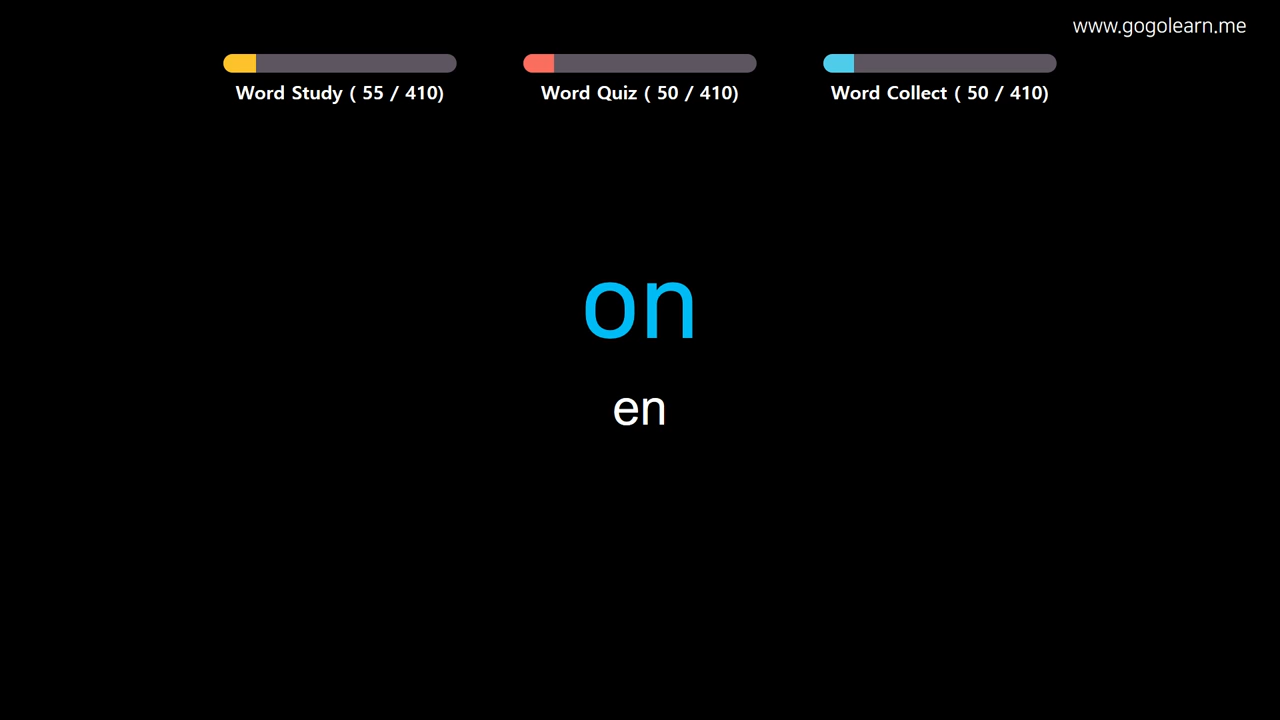 www.gogolearn.me
Word Study ( 55 / 410)
Word Quiz ( 50 / 410)
Word Collect ( 50 / 410)
on
en